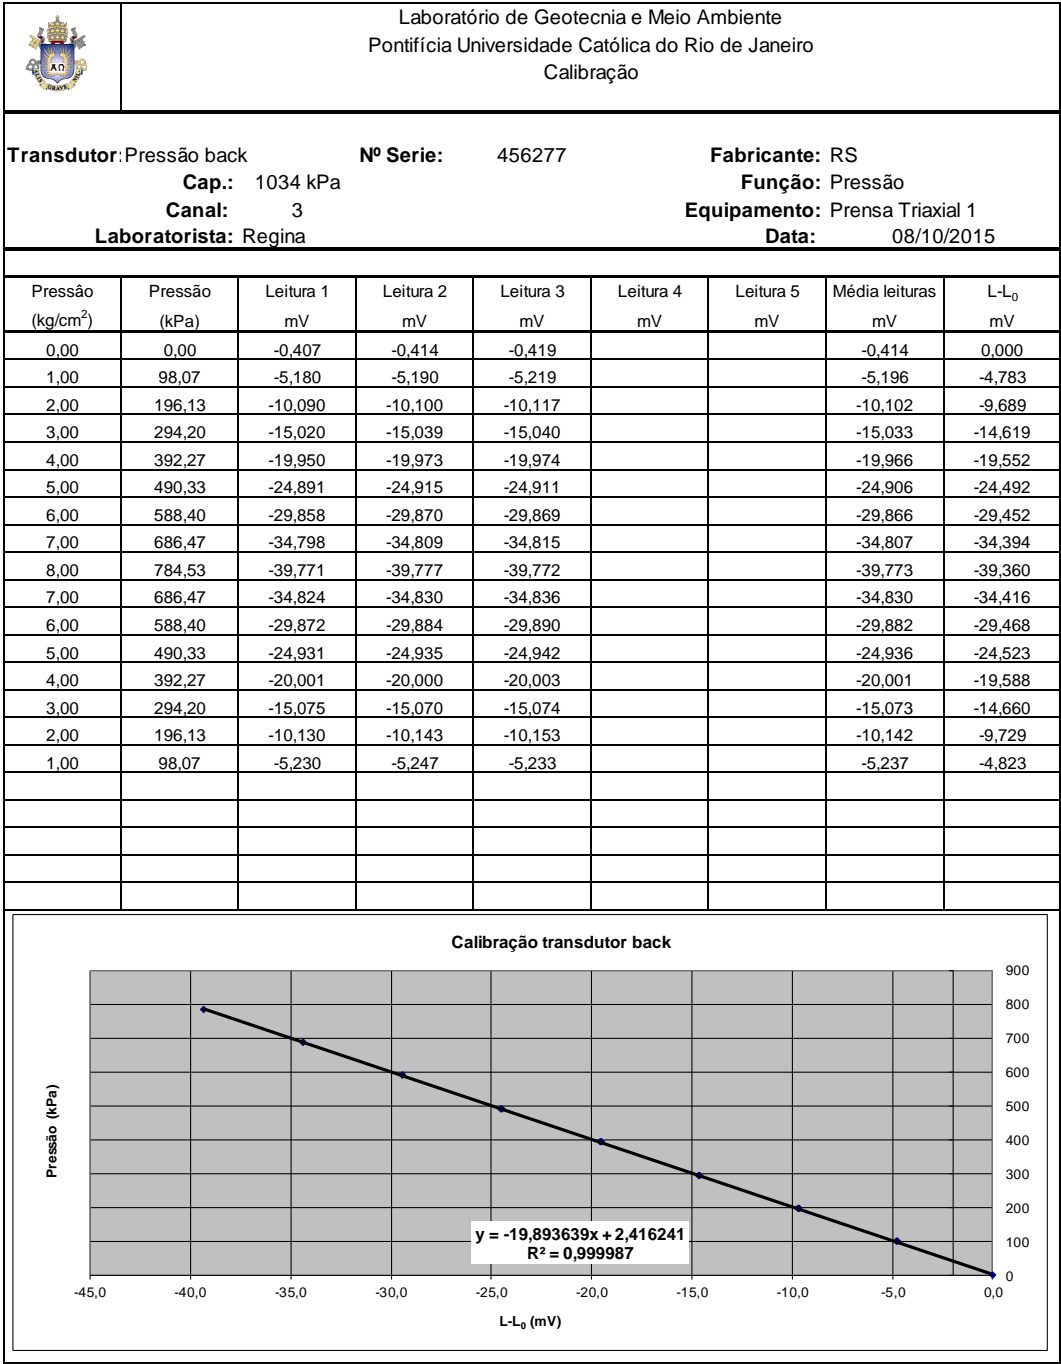 Laboratório de Geotecnia e Meio Ambiente
Pontifícia Universidade Católica do Rio de Janeiro
Calibração
ΑΩ
ALIS GRAVE NIL
Transdutor: Pressão back Nº Serie: 456277 Fabricante: RS
Cap.: 1034 kPa Função: Pressão
Canal: 3 Equipamento: Prensa Triaxial 1
Laboratorista: Regina Data: 08/10/2015
Pressão Pressão Leitura 1 Leitura 2 Leitura 3 Leitura 4 Leitura 5 Média leituras L-L0
(kg/cm2) (kPa) mV mV mV mV mV mV mV
0,00 0,00 -0,407 -0,414 -0,419 -0,414 0,000
1,00 98,07 -5,180 -5,190 -5,219 -5,196 -4,783
2,00 196,13 -10,090 -10,100 -10,117 -10,102 -9,689
3,00 294,20 -15,020 -15,039 -15,040 -15,033 -14,619
4,00 392,27 -19,950 -19,973 -19,974 -19,966 -19,552
5,00 490,33 -24,891 -24,915 -24,911 -24,906 -24,492
6,00 588,40 -29,858 -29,870 -29,869 -29,866 -29,452
7,00 686,47 -34,798 -34,809 -34,815 -34,807 -34,394
8,00 784,53 -39,771 -39,777 -39,772 -39,773 -39,360
7,00 686,47 -34,824 -34,830 -34,836 -34,830 -34,416
6,00 588,40 -29,872 -29,884 -29,890 -29,882 -29,468
5,00 490,33 -24,931 -24,935 -24,942 -24,936 -24,523
4,00 392,27 -20,001 -20,000 -20,003 -20,001 -19,588
3,00 294,20 -15,075 -15,070 -15,074 -15,073 -14,660
2,00 196,13 -10,130 -10,143 -10,153 -10,142 -9,729
1,00 98,07 -5,230 -5,247 -5,233 -5,237 -4,823
Calibração transdutor back
900
800
700
600
500
400
300
200
100
0
Pressão (kPa)
y = -19,893639x + 2,416241
R² = 0,999987
-45,0 -40,0 -35,0 -30,0 -25,0 -20,0 -15,0 -10,0 -5,0 0,0
L-L0 (mV)